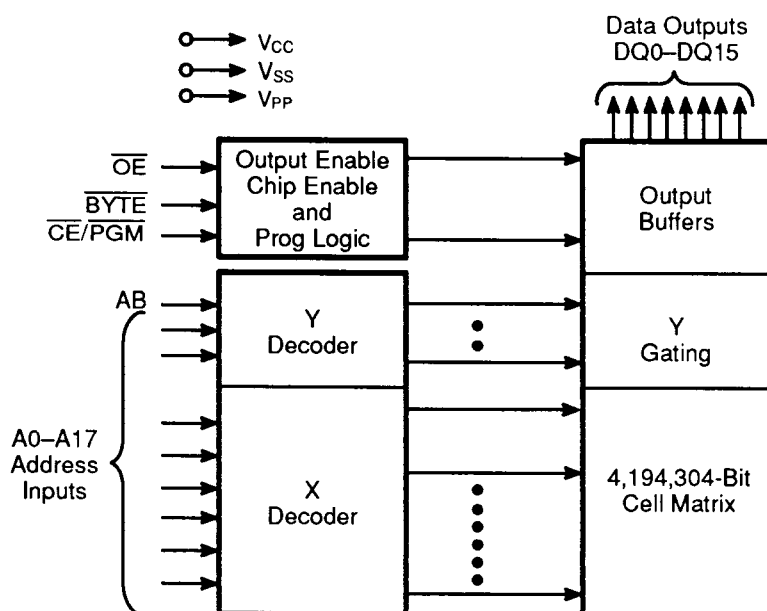 Data Outputs
DQ0–DQ15
VCC
VSS
VPP
OE
BYTE
CE/PGM
Output Enable
Chip Enable
and
Prog Logic
Output
Buffers
AB
Y
Decoder
Y
Gating
A0–A17
Address
Inputs
X
Decoder
4,194,304-Bit
Cell Matrix